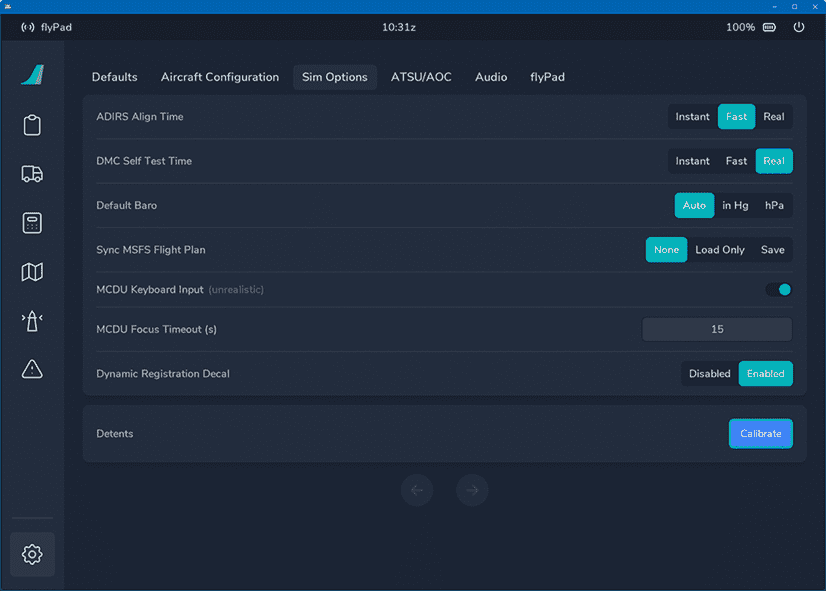 flyPad 10:31z 100%
Defaults Aircraft Configuration Sim Options ATSU/AOC Audio flyPad
ADIRS Align Time Instant Fast Real
DMC Self Test Time Instant Fast Real
Default Baro Auto in Hg hPa
Sync MSFS Flight Plan None Load Only Save
MCDU Keyboard Input (unrealistic)
MCDU Focus Timeout (s) 15
Dynamic Registration Decal Disabled Enabled
Detents Calibrate